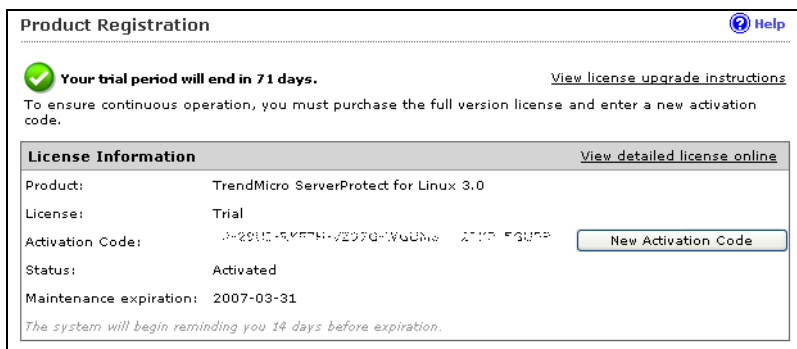 Product Registration
Help
Your trial period will end in 71 days.
View license upgrade instructions
To ensure continuous operation, you must purchase the full version license and enter a new activation
code.
License Information
View detailed license online
Product: TrendMicro ServerProtect for Linux 3.0
License: Trial
Activation Code:
New Activation Code
Status: Activated
Maintenance expiration: 2007-03-31
The system will begin reminding you 14 days before expiration.